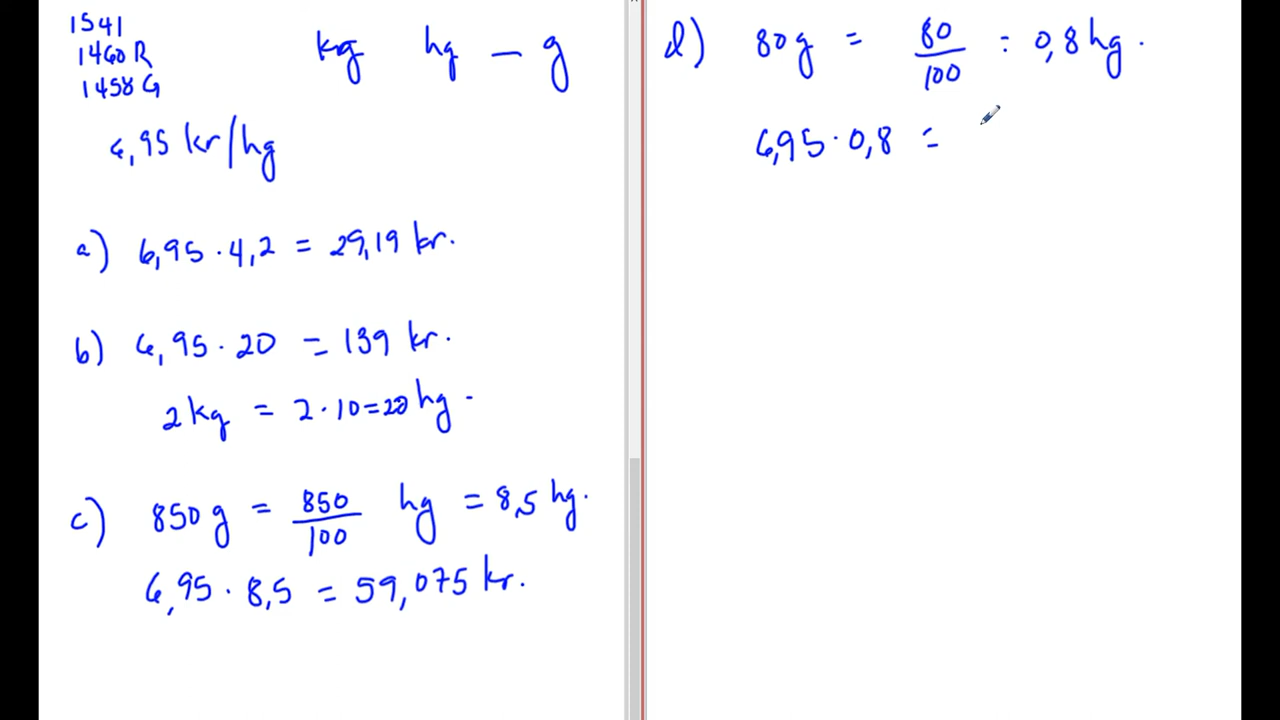 1541
1460 R
1458 G
kg hg – g
6,95 kr/hg
a) 6,95 · 4,2 = 29,19 kr.
b) 6,95 · 20 = 139 kr.
2 kg = 2 · 10 = 20 hg.
c) 850 g = 850/100 hg = 8,5 hg.
6,95 · 8,5 = 59,075 kr.
d) 80 g = 80/100 = 0,8 hg.
6,95 · 0,8 =